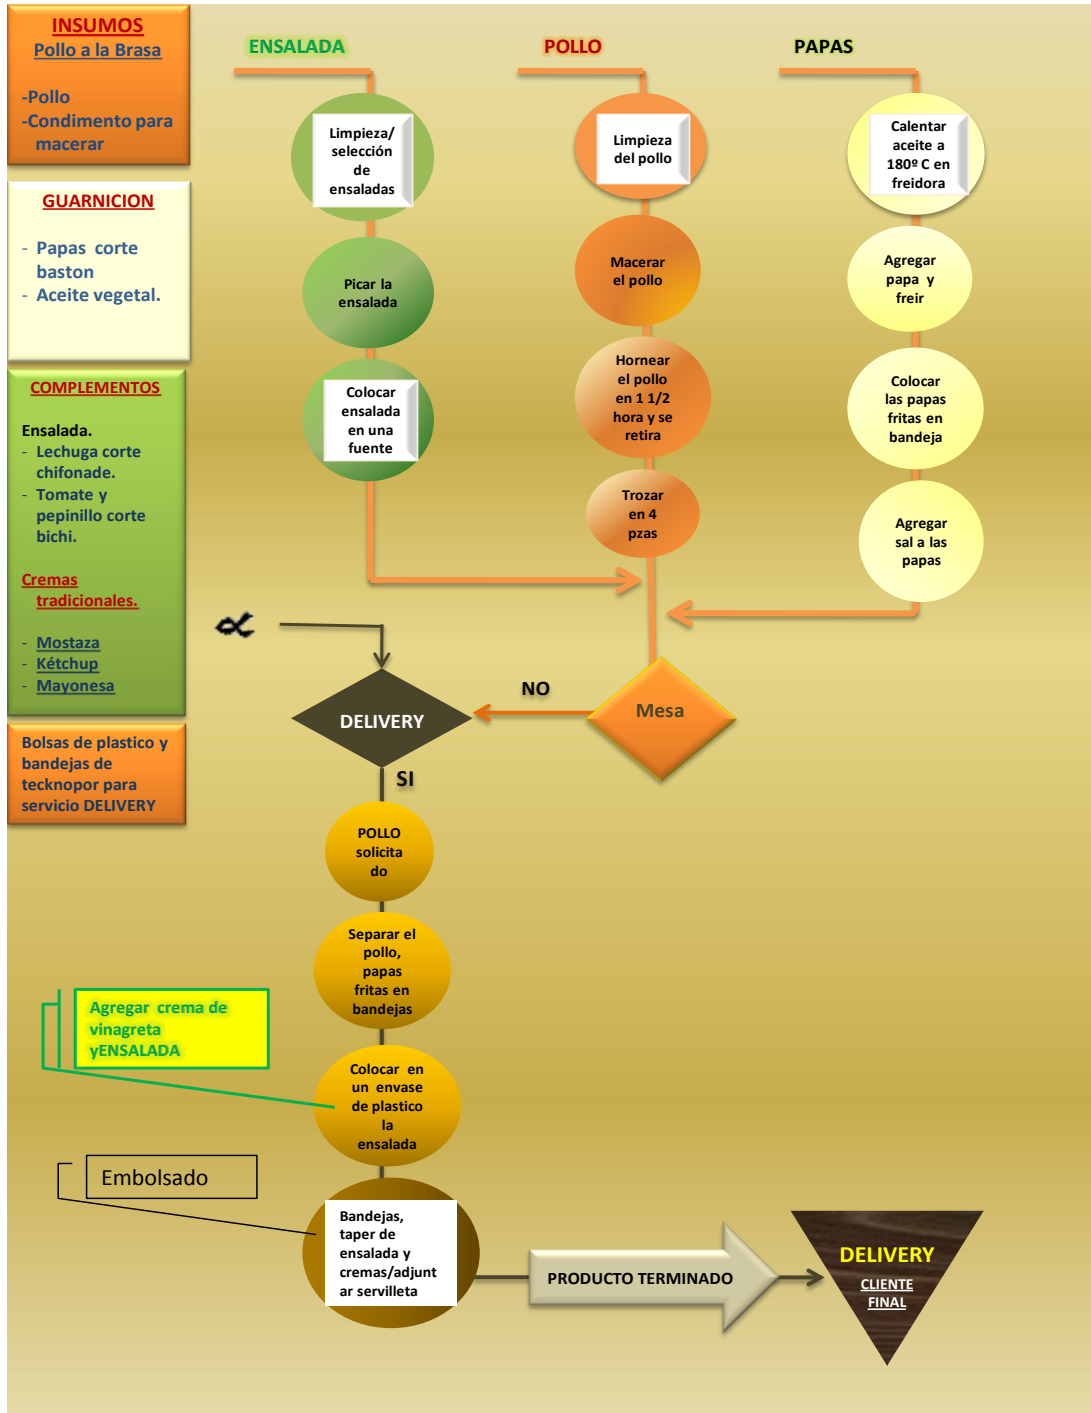 INSUMOS
Pollo a la Brasa
-Pollo
-Condimento para
macerar
GUARNICION
- Papas corte
baston
- Aceite vegetal.
COMPLEMENTOS
Ensalada.
- Lechuga corte
chifonade.
- Tomate y
pepinillo corte
bichi.
Cremas
tradicionales.
- Mostaza
- Kétchup
- Mayonesa
Bolsas de plastico y
bandejas de
tecknopor para
servicio DELIVERY
ENSALADA
Limpieza/
selección
de
ensaladas
Picar la
ensalada
Colocar
ensalada
en una
fuente
POLLO
Limpieza
del pollo
Macerar
el pollo
Hornear
el pollo
en 1 1/2
hora y se
retira
Trozar
en 4
pzas
PAPAS
Calentar
aceite a
180º C en
freidora
Agregar
papa y
freir
Colocar
las papas
fritas en
bandeja
Agregar
sal a las
papas
∝
Mesa
NO
DELIVERY
SI
POLLO
solicita
do
Separar el
pollo,
papas
fritas en
bandejas
Agregar crema de
vinagreta
yENSALADA
Colocar en
un envase
de plastico
la
ensalada
Embolsado
Bandejas,
taper de
ensalada y
cremas/adjunt
ar servilleta
PRODUCTO TERMINADO
DELIVERY
CLIENTE
FINAL